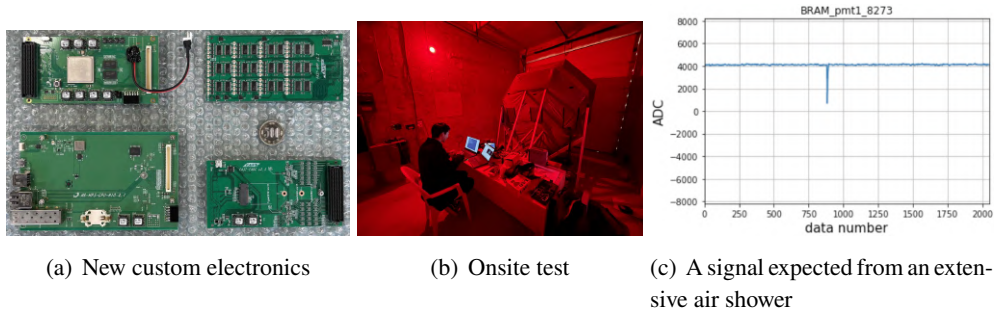 BRAM_pmt1_8273
8000
6000
4000
2000
0
−2000
−4000
−6000
−8000
ADC
0 250 500 750 1000 1250 1500 1750 2000
data number
(a) New custom electronics
(b) Onsite test
(c) A signal expected from an exten-
sive air shower